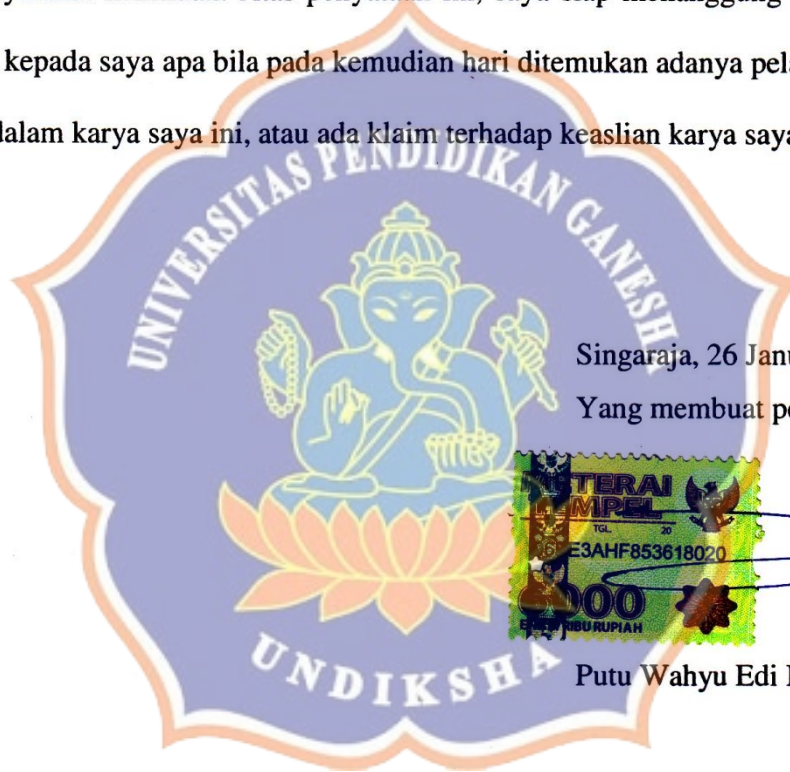 kepada saya apa bila pada kemudian hari ditemukan adanya pela
dalam karya saya ini, atau ada klaim terhadap keaslian karya saya
UNIVERSITAS PENDIDIKAN GANESHA
Singaraja, 26 Janu
Yang membuat pe
TERAI
MPEL
TGL. 20
E3AHF853618020
000
RIBU RUPIAH
UNDIKSHA
Putu Wahyu Edi